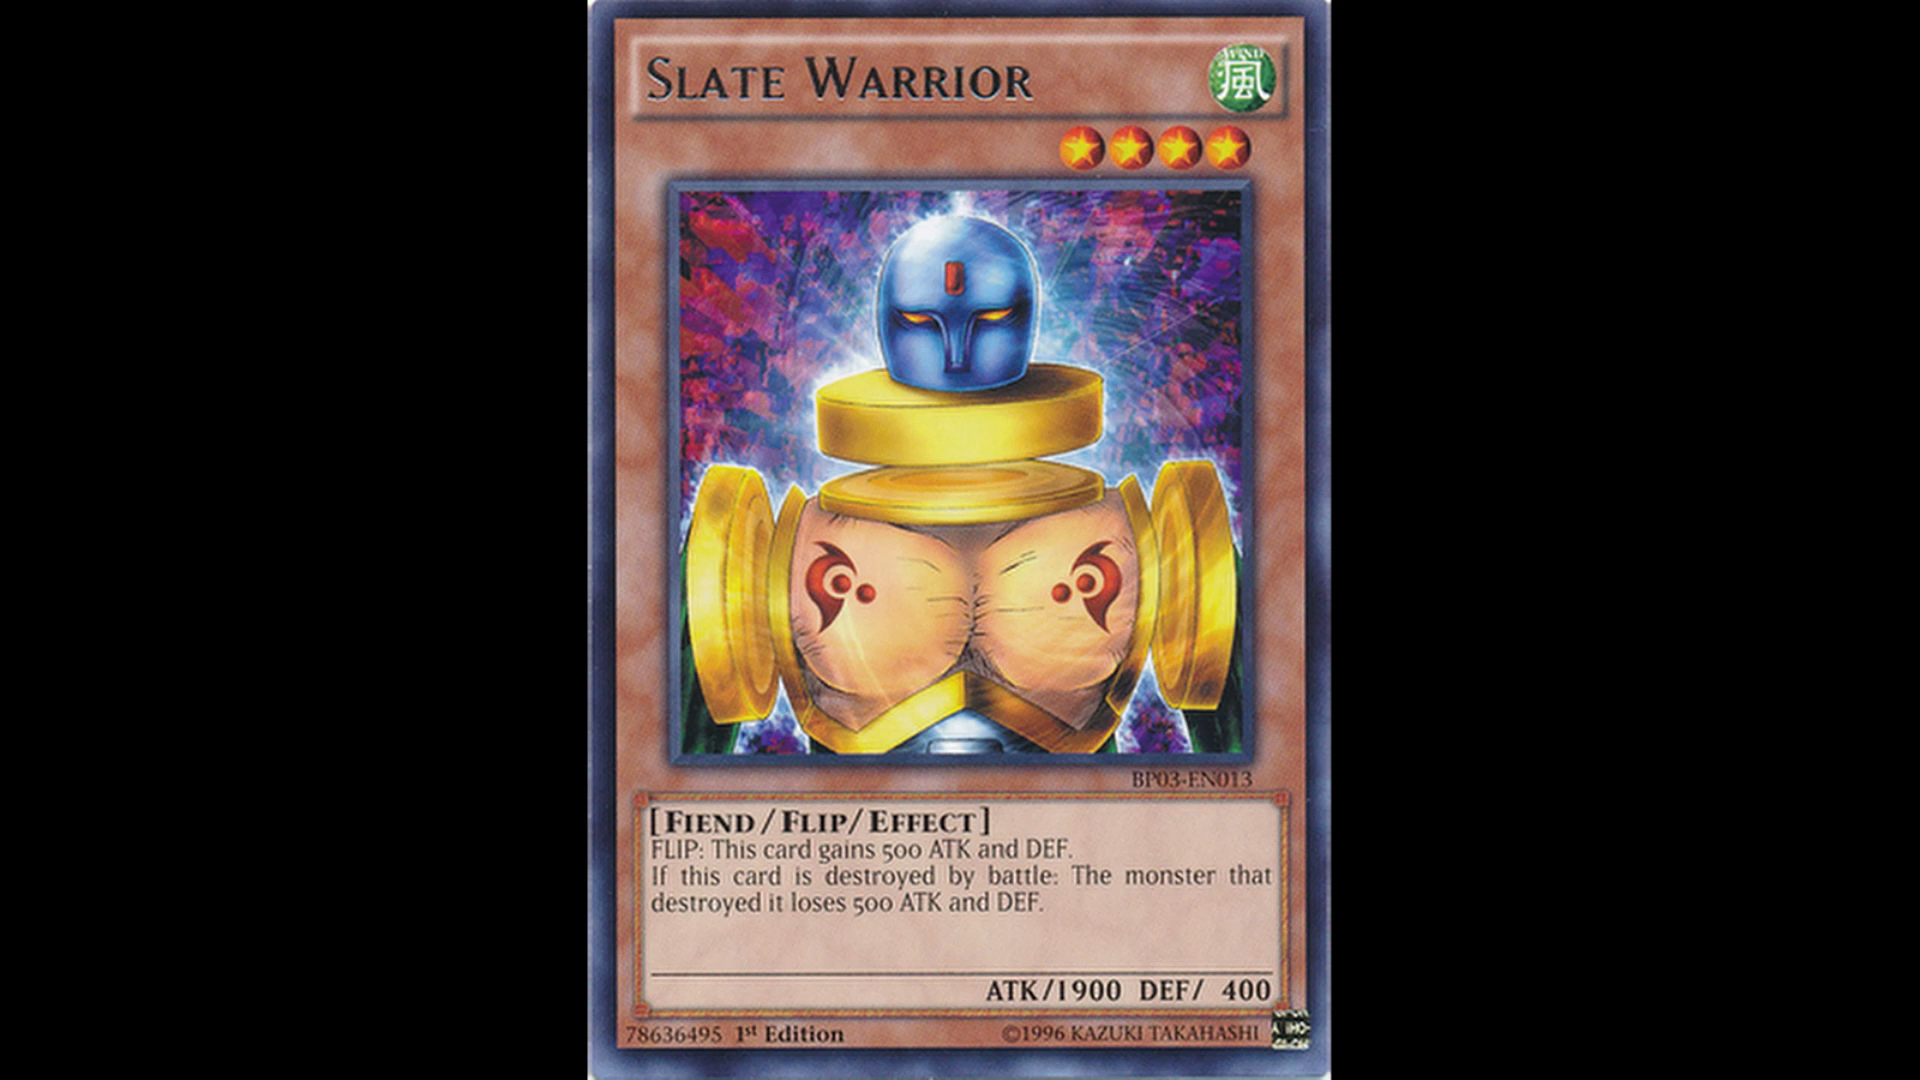 SLATE WARRIOR
WIND
風
BP03-EN013
[FIEND/FLIP/EFFECT]
FLIP: This card gains 500 ATK and DEF.
If this card is destroyed by battle: The monster that
destroyed it loses 500 ATK and DEF.
ATK/1900 DEF/ 400
78636495 1st Edition ©1996 KAZUKI TAKAHASHI